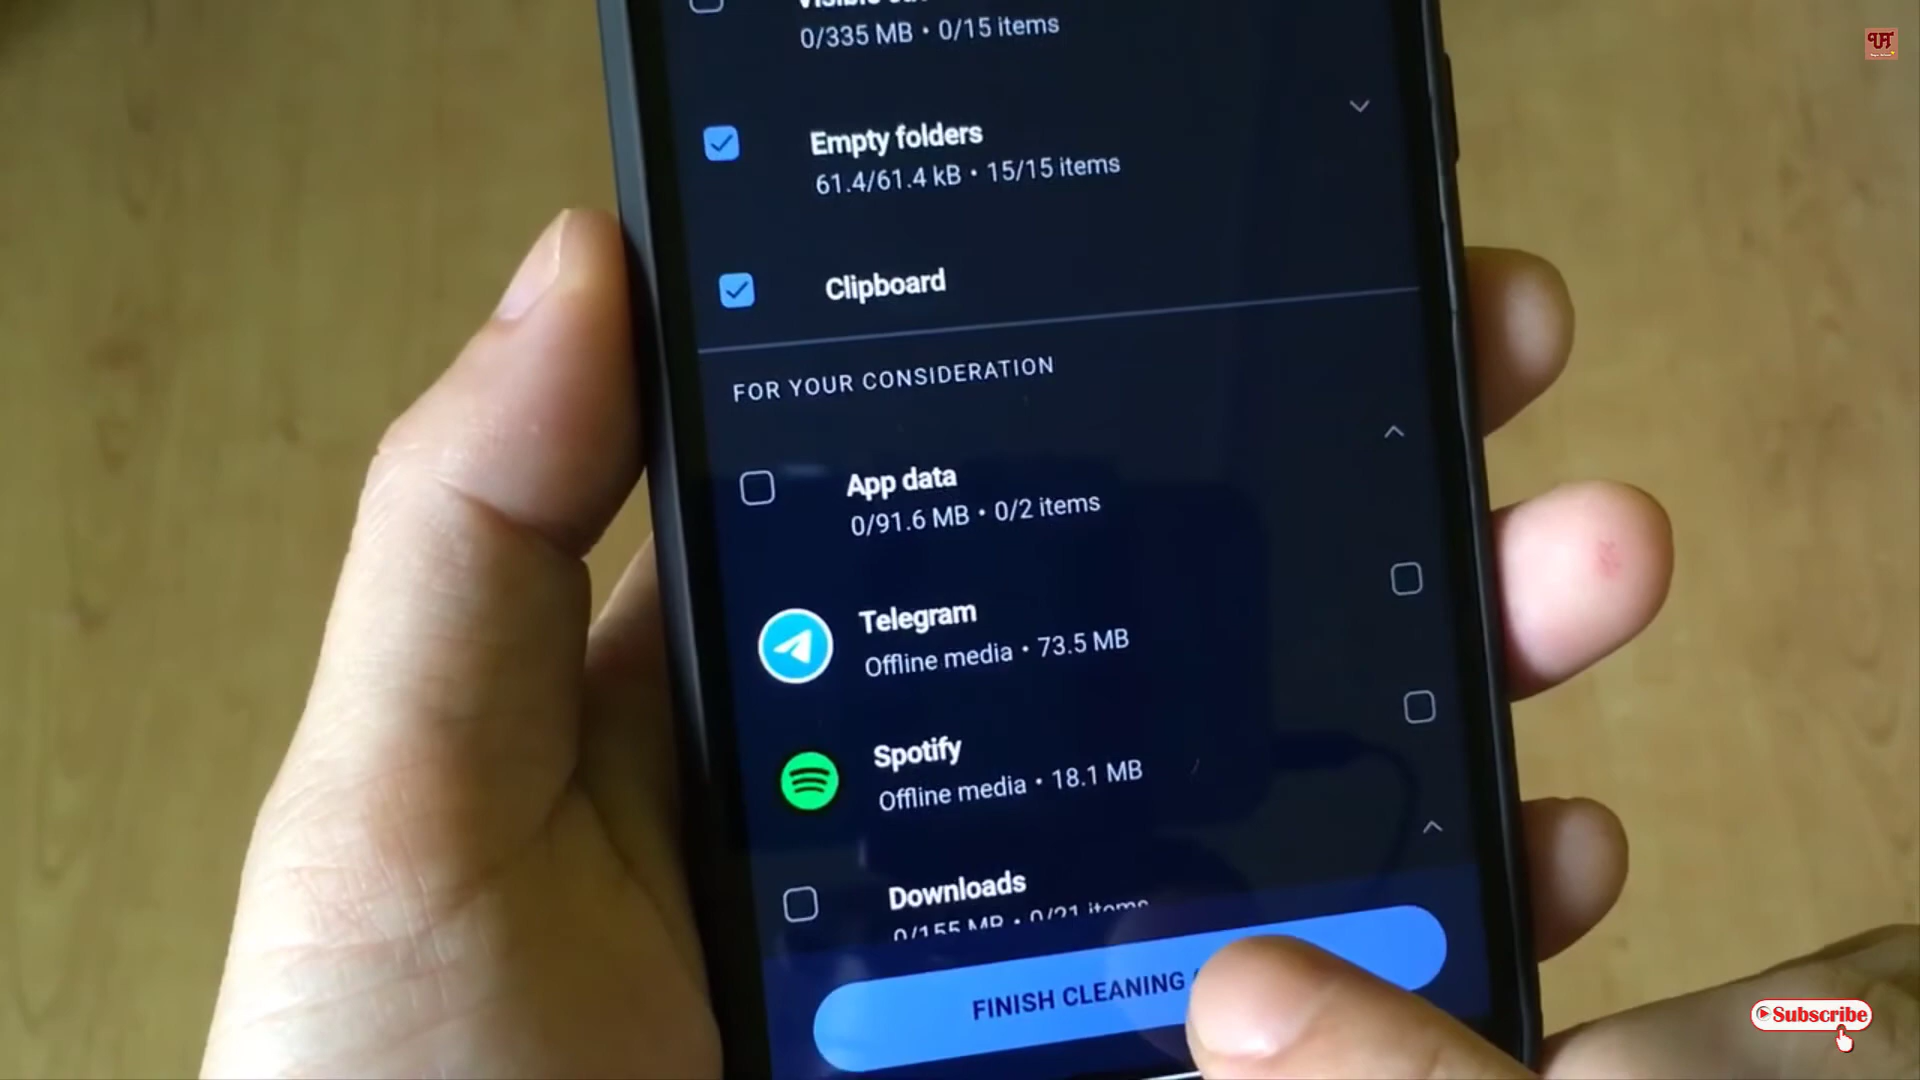 0/335 MB • 0/15 items
Empty folders
61.4/61.4 kB • 15/15 items
Clipboard
FOR YOUR CONSIDERATION
App data
0/91.6 MB • 0/2 items
Telegram
Offline media • 73.5 MB
Spotify
Offline media • 18.1 MB
Downloads
0/155 MB • 0/21 items
FINISH CLEANING
Subscribe